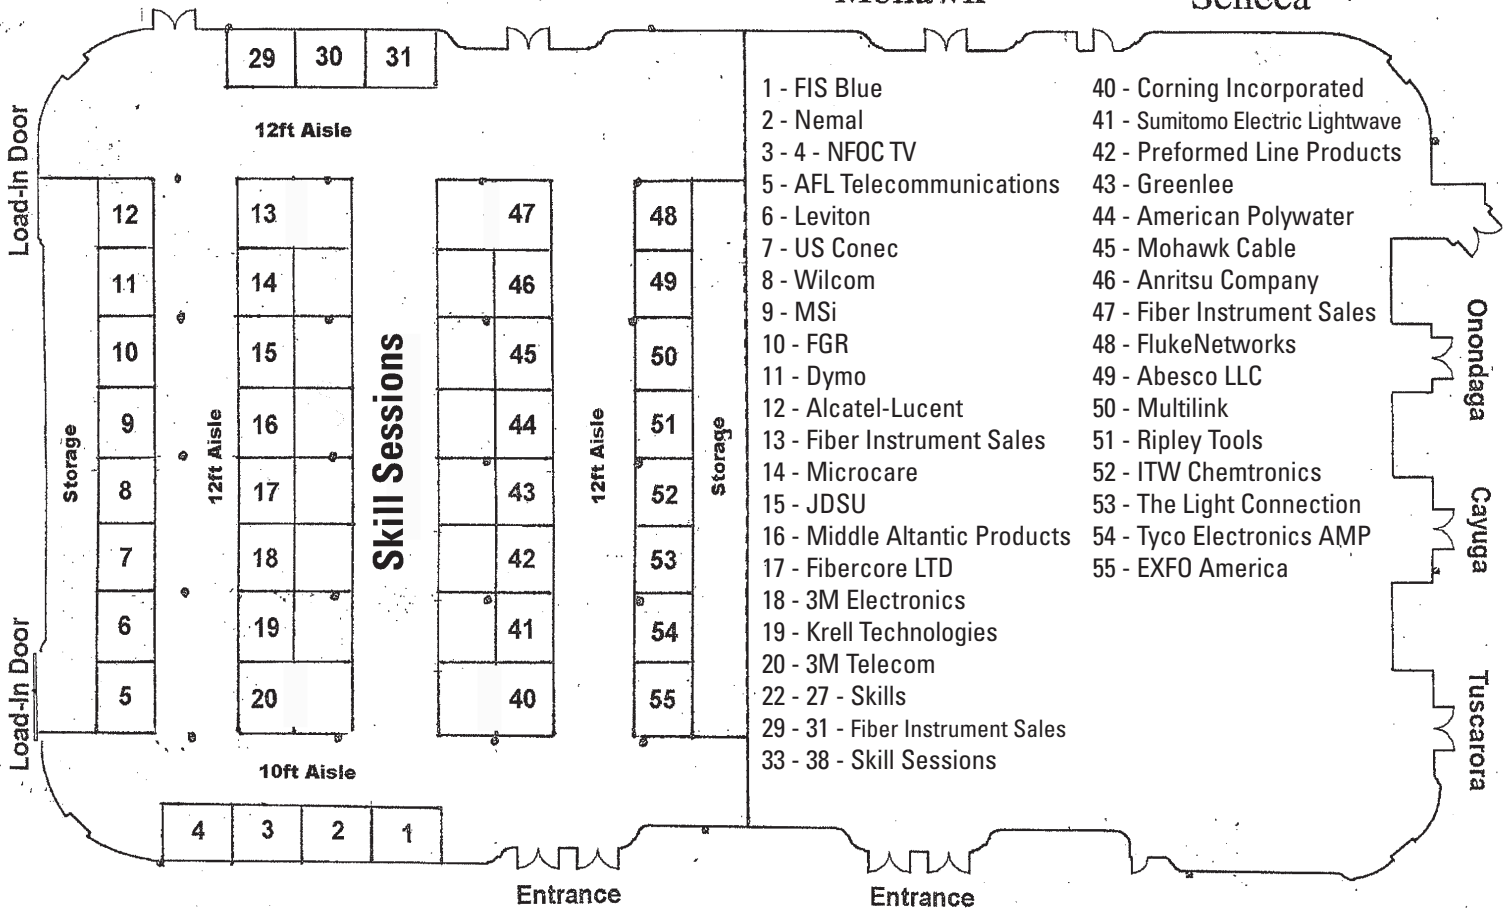 Mohawk
Seneca
29 30 31
12ft Aisle
Load-In Door
12 13 47 48
11 14 46 49
10 15 45 50
9 16 44 51
8 17 43 52
7 18 42 53
6 19 41 54
5 20 40 55
Storage
12ft Aisle
Skill Sessions
12ft Aisle
Storage
Load-In Door
10ft Aisle
4 3 2 1
Entrance
Entrance
1 - FIS Blue
2 - Nemal
3 - 4 - NFOC TV
5 - AFL Telecommunications
6 - Leviton
7 - US Conec
8 - Wilcom
9 - MSi
10 - FGR
11 - Dymo
12 - Alcatel-Lucent
13 - Fiber Instrument Sales
14 - Microcare
15 - JDSU
16 - Middle Altantic Products
17 - Fibercore LTD
18 - 3M Electronics
19 - Krell Technologies
20 - 3M Telecom
22 - 27 - Skills
29 - 31 - Fiber Instrument Sales
33 - 38 - Skill Sessions
40 - Corning Incorporated
41 - Sumitomo Electric Lightwave
42 - Preformed Line Products
43 - Greenlee
44 - American Polywater
45 - Mohawk Cable
46 - Anritsu Company
47 - Fiber Instrument Sales
48 - FlukeNetworks
49 - Abesco LLC
50 - Multilink
51 - Ripley Tools
52 - ITW Chemtronics
53 - The Light Connection
54 - Tyco Electronics AMP
55 - EXFO America
Onondaga
Cayuga
Tuscarora